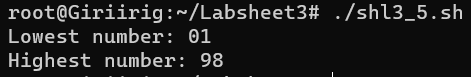 root@Giriirig:~/Labsheet3# ./shl3_5.sh
Lowest number: 01
Highest number: 98